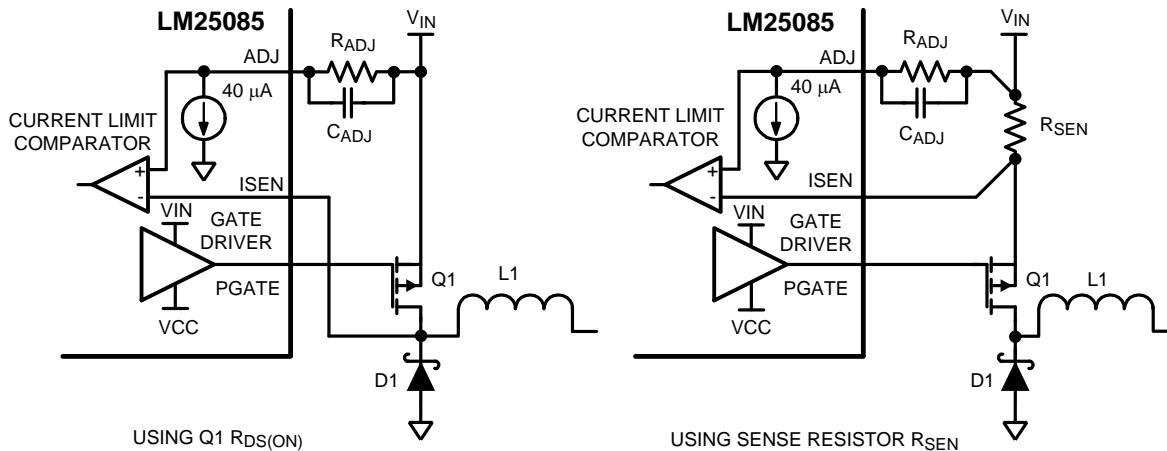 LM25085
V_IN
ADJ
R_ADJ
40 μA
C_ADJ
CURRENT LIMIT
COMPARATOR
+
-
ISEN
VIN
GATE
DRIVER
PGATE
VCC
Q1
L1
D1
USING Q1 R_DS(ON)
LM25085
V_IN
ADJ
R_ADJ
40 μA
C_ADJ
R_SEN
CURRENT LIMIT
COMPARATOR
+
-
ISEN
VIN
GATE
DRIVER
PGATE
VCC
Q1
L1
D1
USING SENSE RESISTOR R_SEN